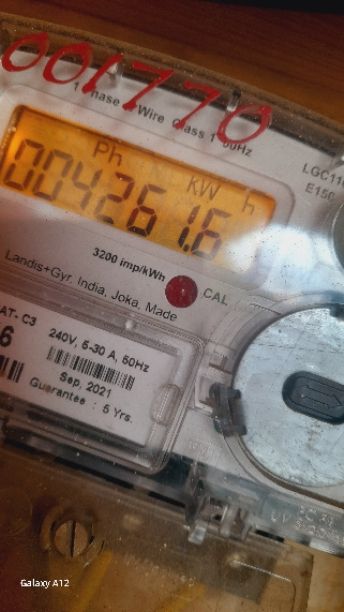 001770
1 Phase 2 Wire Class 1 50Hz
Ph
kW h
004261.6
LGC11
E150
3200 imp/kWh
CAL
Landis+Gyr, India, Joka, Made
AT- C3
6
240V, 5-30 A, 50Hz
Sep, 2021
Guarantee : 5 Yrs.
Galaxy A12